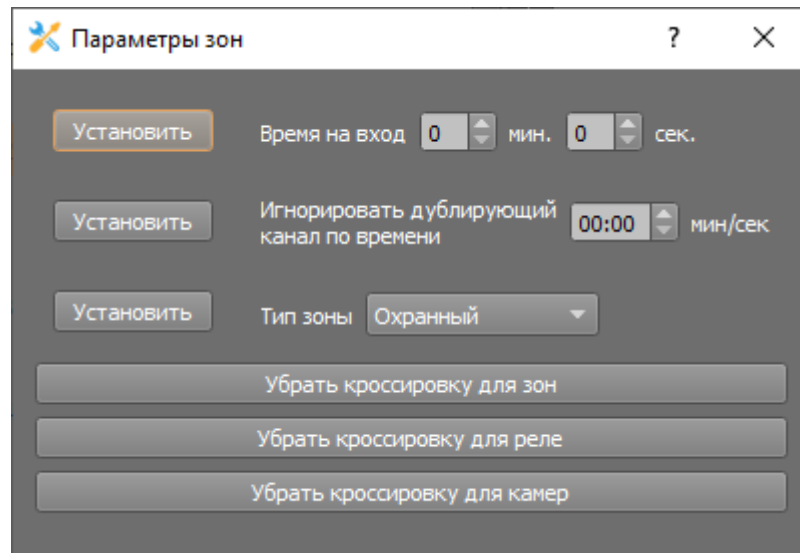 Параметры зон ?
Установить Время на вход 0 мин. 0 сек.
Установить Игнорировать дублирующий
канал по времени 00:00 мин/сек
Установить Тип зоны Охранный
Убрать кроссировку для зон
Убрать кроссировку для реле
Убрать кроссировку для камер